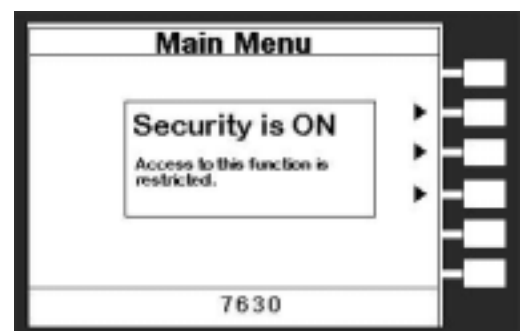 Main Menu
Security is ON
Access to this function is
restricted.
7630